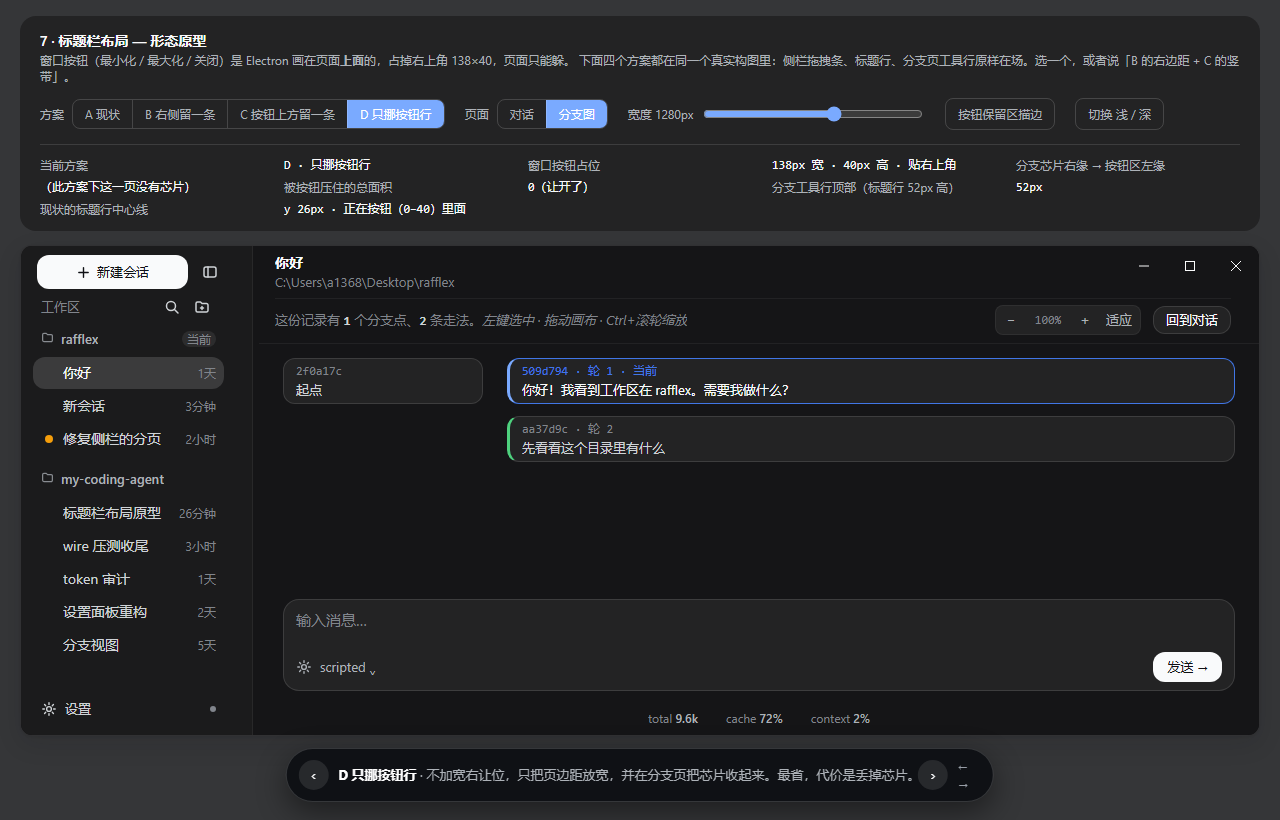 7 · 标题栏布局 — 形态原型
窗口按钮（最小化 / 最大化 / 关闭）是 Electron 画在页面上面的，占掉右上角 138×40，页面只能躲。 下面四个方案都在同一个真实构图里：侧栏拖拽条、标题行、分支页工具行原样在场。选一个，或者说「B 的右边距 + C 的竖
带」。
方案 A 现状 B 右侧留一条 C 按钮上方留一条 D 只挪按钮行 页面 对话 分支图 宽度 1280px 按钮保留区描边 切换 浅 / 深
当前方案 D · 只挪按钮行 窗口按钮占位 138px 宽 · 40px 高 · 贴右上角 分支芯片右缘 → 按钮区左缘
（此方案下这一页没有芯片） 被按钮压住的总面积 0（让开了） 分支工具行顶部（标题行 52px 高） 52px
现状的标题行中心线 y 26px · 正在按钮（0–40）里面
+ 新建会话
工作区
rafflex 当前
你好 1天
新会话 3分钟
修复侧栏的分页 2小时
my-coding-agent
标题栏布局原型 26分钟
wire 压测收尾 3小时
token 审计 1天
设置面板重构 2天
分支视图 5天
设置
你好
C:\Users\a1368\Desktop\rafflex
这份记录有 1 个分支点、2 条走法。左键选中 · 拖动画布 · Ctrl+滚轮缩放 − 100% + 适应 回到对话
2f0a17c
起点
509d794 · 轮 1 · 当前
你好！我看到工作区在 rafflex。需要我做什么？
aa37d9c · 轮 2
先看看这个目录里有什么
输入消息...
scripted
发送 →
total 9.6k cache 72% context 2%
‹ D 只挪按钮行 · 不加宽右让位，只把页边距放宽，并在分支页把芯片收起来。最省，代价是丢掉芯片。 › ← →